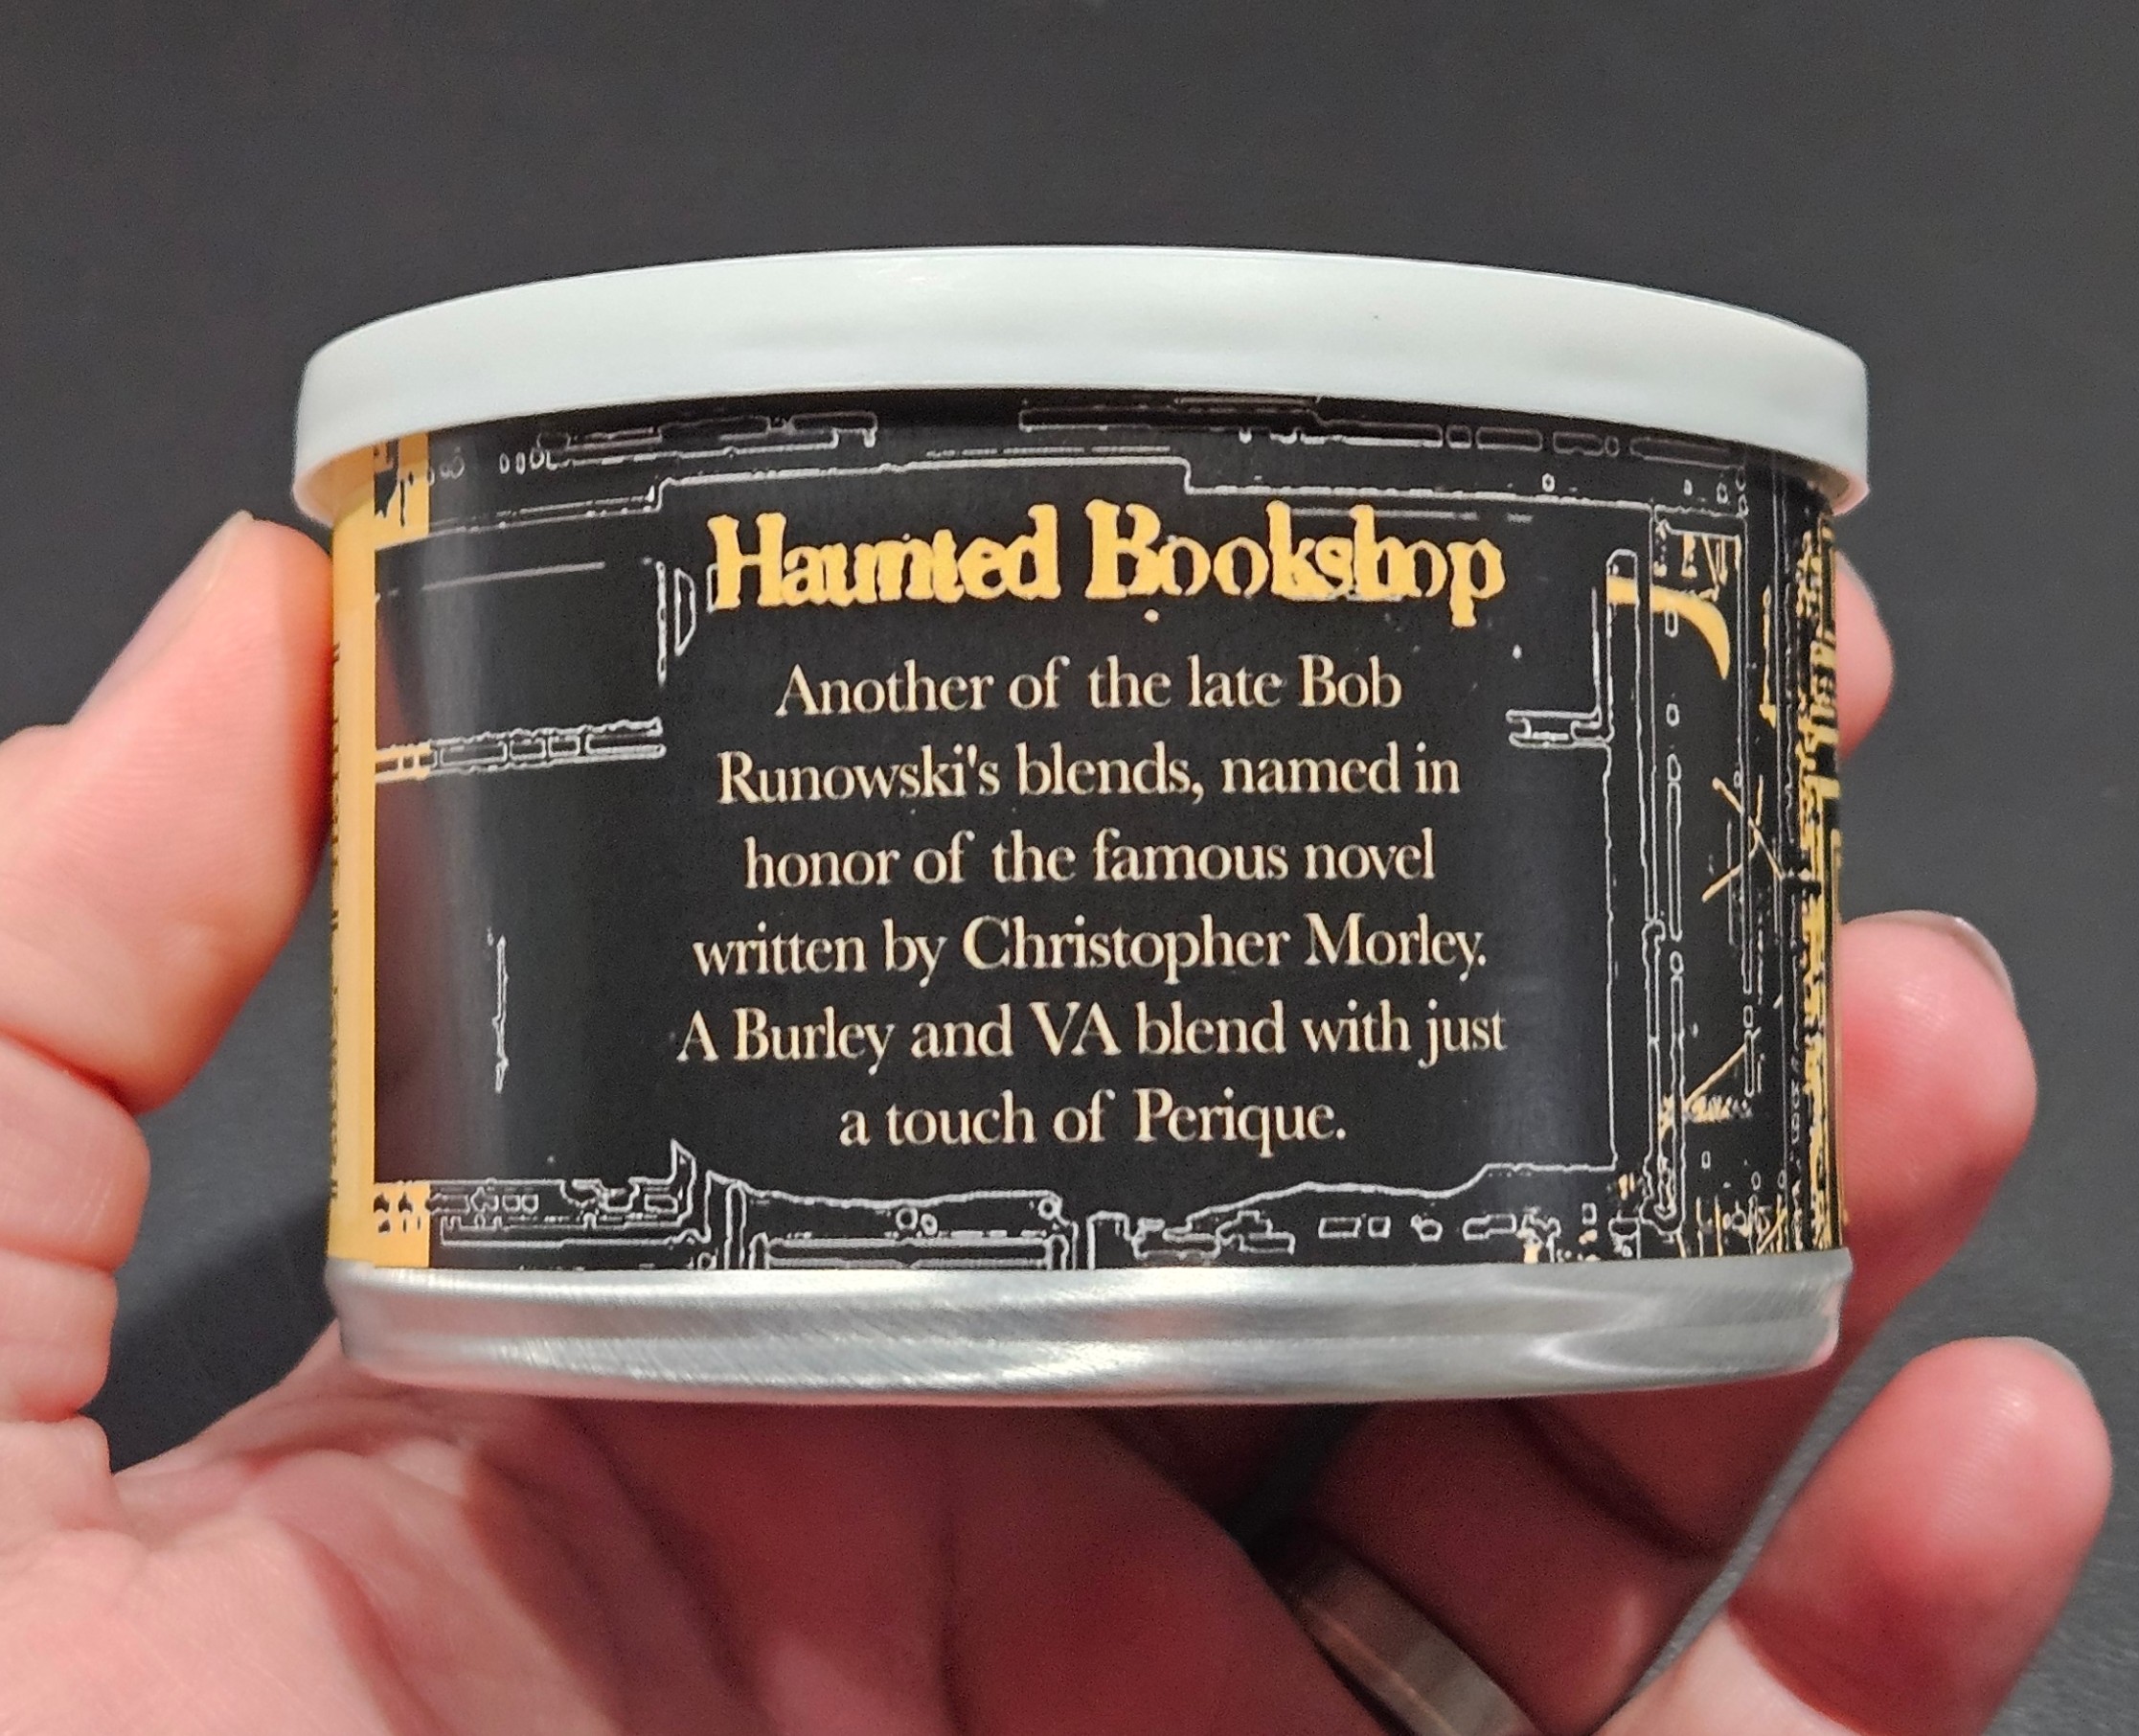 Haunted Bookshop
Another of the late Bob
Runowski's blends, named in
honor of the famous novel
written by Christopher Morley.
A Burley and VA blend with just
a touch of Perique.